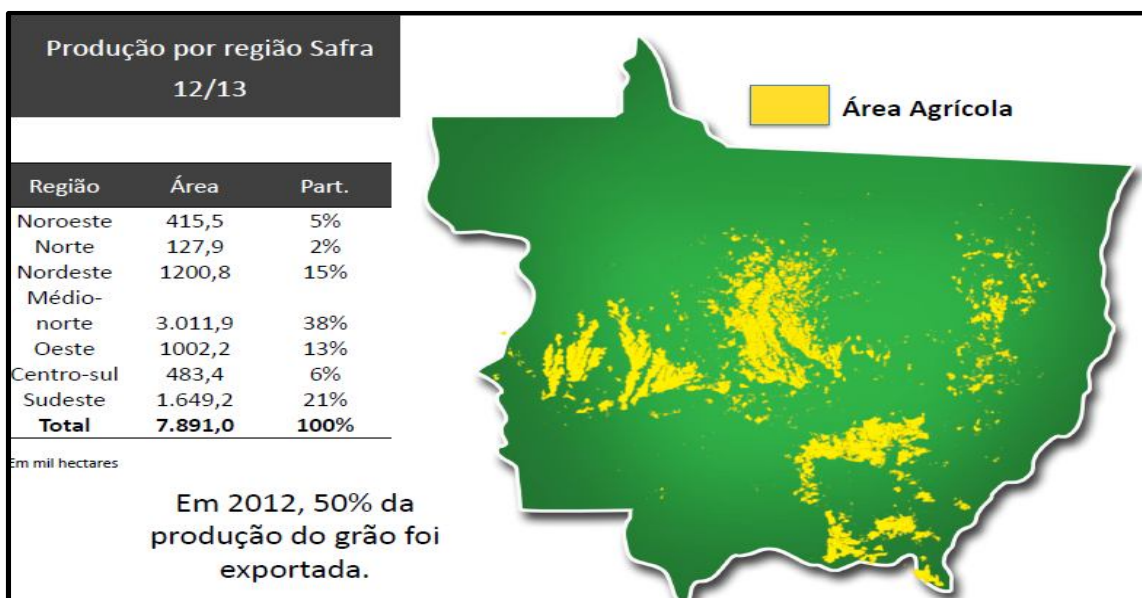 Produção por região Safra
12/13
Área Agrícola
Região Área Part.
Noroeste 415,5 5%
Norte 127,9 2%
Nordeste 1200,8 15%
Médio-
norte 3.011,9 38%
Oeste 1002,2 13%
Centro-sul 483,4 6%
Sudeste 1.649,2 21%
Total 7.891,0 100%
Em mil hectares
Em 2012, 50% da
produção do grão foi
exportada.